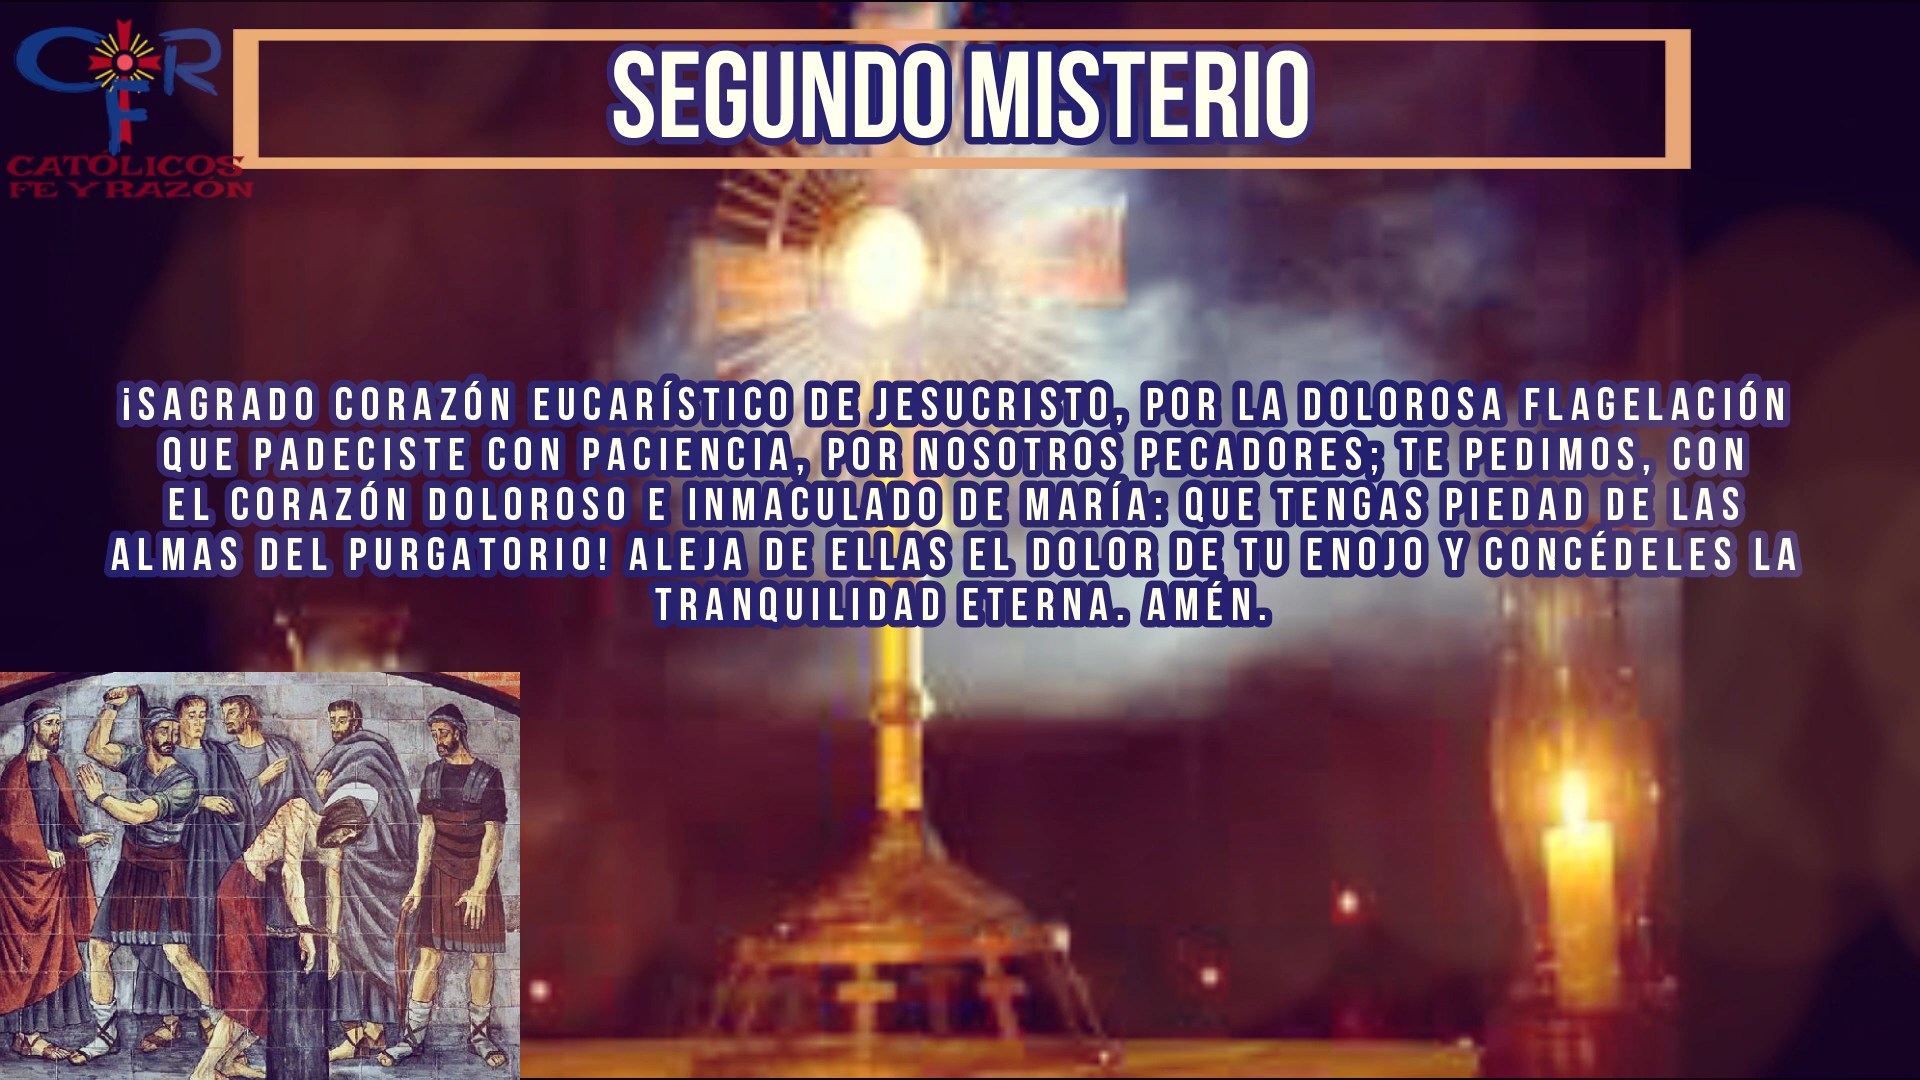 CFR
CATÓLICOS
FE Y RAZÓN
SEGUNDO MISTERIO
¡SAGRADO CORAZÓN EUCARÍSTICO DE JESUCRISTO, POR LA DOLOROSA FLAGELACIÓN
QUE PADECISTE CON PACIENCIA, POR NOSOTROS PECADORES; TE PEDIMOS, CON
EL CORAZÓN DOLOROSO E INMACULADO DE MARÍA: QUE TENGAS PIEDAD DE LAS
ALMAS DEL PURGATORIO! ALEJA DE ELLAS EL DOLOR DE TU ENOJO Y CONCÉDELES LA
TRANQUILIDAD ETERNA. AMÉN.